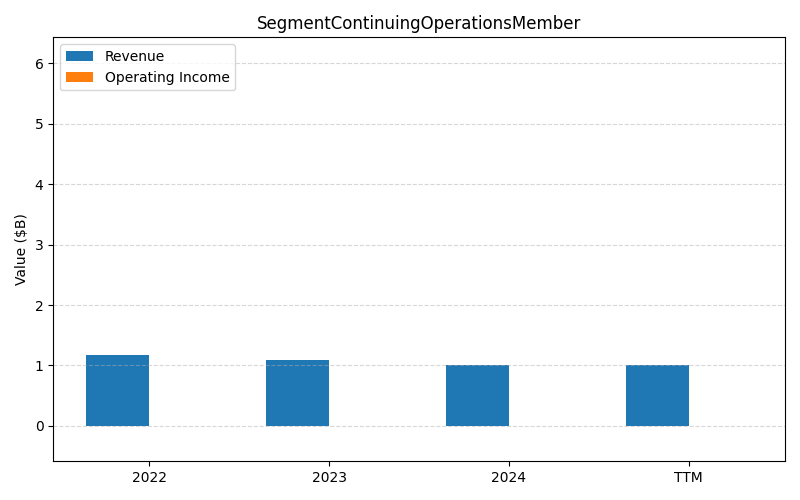 SegmentContinuingOperationsMember
Revenue
Operating Income
Value ($B)
6
5
4
3
2
1
0
2022
2023
2024
TTM